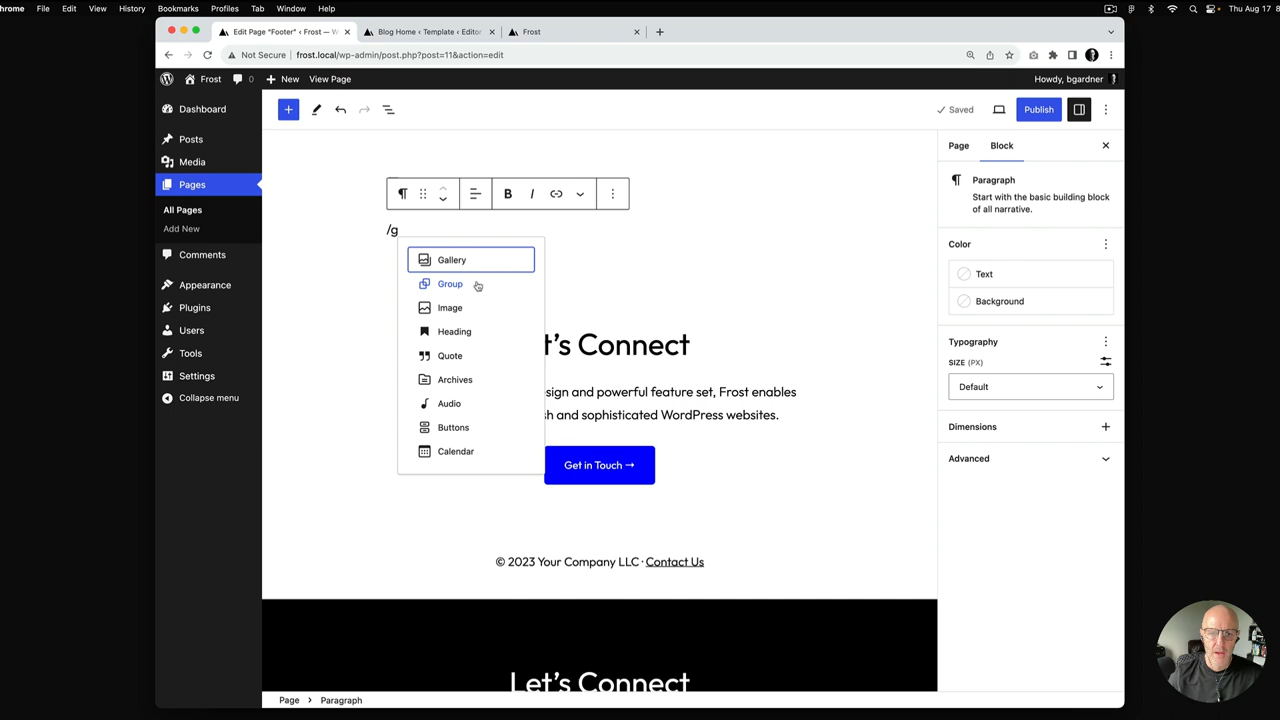 hrome File Edit View History Bookmarks Profiles Tab Window Help Thu Aug 17 8
Edit Page “Footer” ‹ Frost — W Blog Home ‹ Template ‹ Editor Frost
Not Secure frost.local/wp-admin/post.php?post=11&action=edit
Frost 0 New View Page Howdy, bgardner
Dashboard
Posts
Media
Pages
All Pages
Add New
Comments
Appearance
Plugins
Users
Tools
Settings
Collapse menu
Saved Publish
B I
/g
Gallery
Group
Image
Heading
Quote
Archives
Audio
Buttons
Calendar
t’s Connect
sign and powerful feature set, Frost enables
sh and sophisticated WordPress websites.
Get in Touch →
© 2023 Your Company LLC · Contact Us
Let’s Connect
Page Block
Paragraph
Start with the basic building block
of all narrative.
Color
Text
Background
Typography
SIZE (PX)
Default
Dimensions
Advanced
Page Paragraph